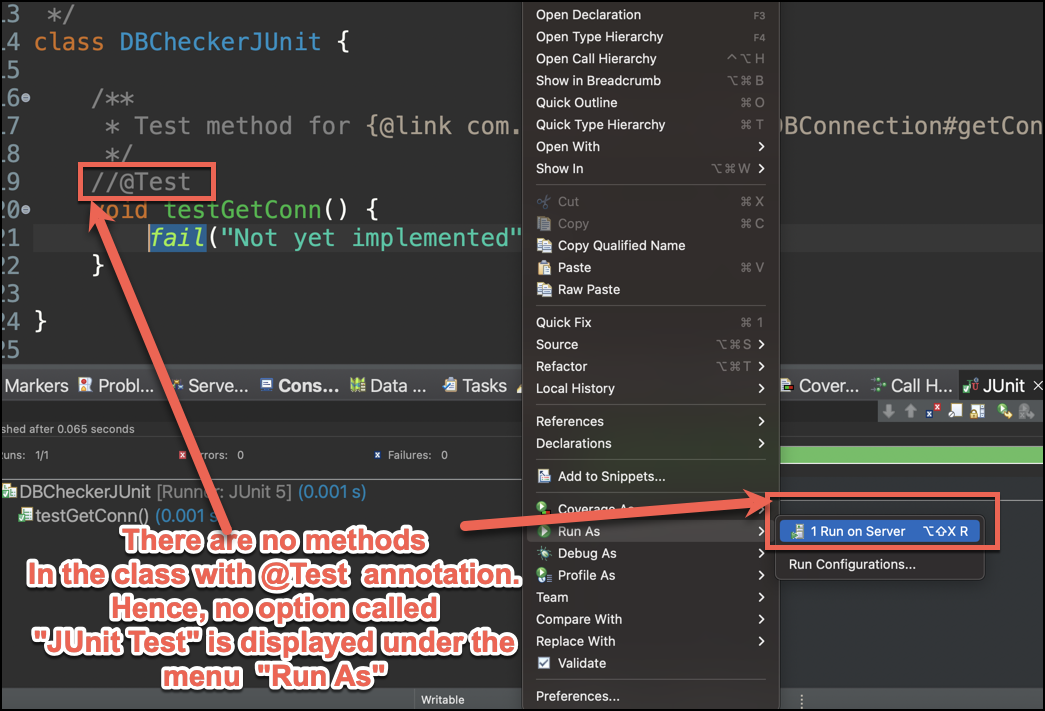 13 */
14 class DBCheckerJUnit {
15
16 /**
17 * Test method for {@link com. BConnection#getCon
18 */
19 //@Test
20 void testGetConn() {
21 fail("Not yet implemented"
22 }
23
24 }
25
Open Declaration F3
Open Type Hierarchy F4
Open Call Hierarchy ^⌥H
Show in Breadcrumb ⌥⌘B
Quick Outline ⌘O
Quick Type Hierarchy ⌘T
Open With
Show In ⌥⌘W
Cut ⌘X
Copy ⌘C
Copy Qualified Name
Paste ⌘V
Raw Paste
Quick Fix ⌘1
Source ⌥⌘S
Refactor ⌥⌘T
Local History
References
Declarations
Add to Snippets...
Coverage As
Run As
Debug As
Profile As
Team
Compare With
Replace With
Validate
Preferences...
1 Run on Server ⌥⇧X R
Run Configurations...
Markers Probl... Serve... Cons... Data ... Tasks Cover... Call H... JUnit
shed after 0.065 seconds
uns: 1/1 Errors: 0 Failures: 0
DBCheckerJUnit [Runner: JUnit 5] (0.001 s)
testGetConn() (0.001 s
There are no methods
In the class with @Test annotation.
Hence, no option called
"JUnit Test" is displayed under the
menu "Run As"
Writable